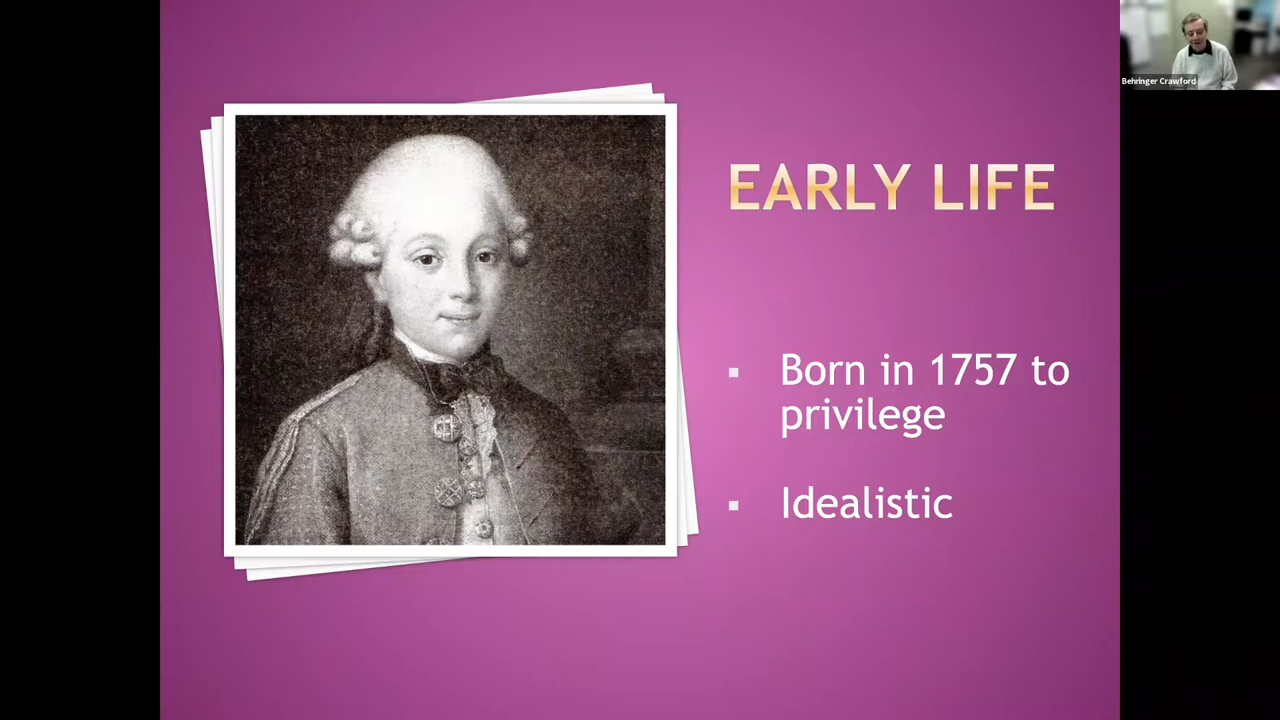 Behringer Crawford
EARLY LIFE
▪ Born in 1757 to
privilege
▪ Idealistic